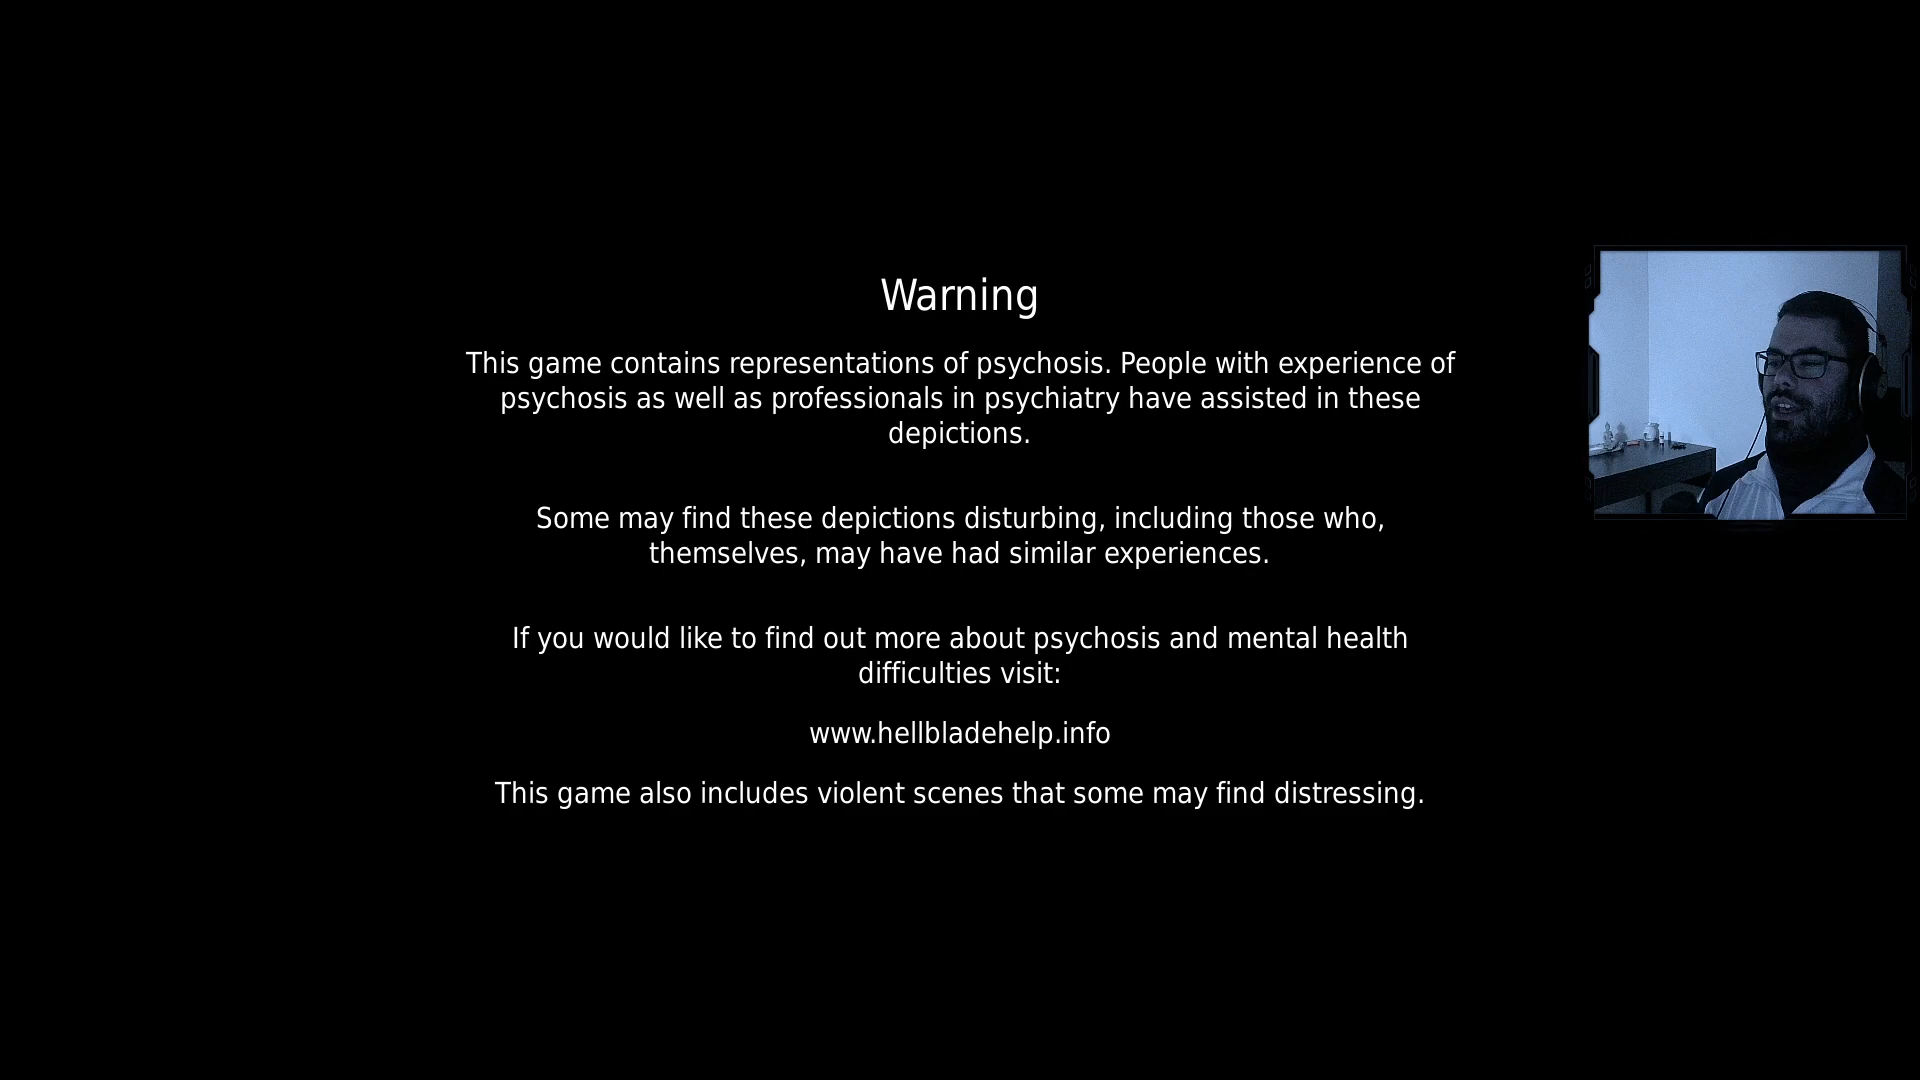 Warning
This game contains representations of psychosis. People with experience of
psychosis as well as professionals in psychiatry have assisted in these
depictions.
Some may find these depictions disturbing, including those who,
themselves, may have had similar experiences.
If you would like to find out more about psychosis and mental health
difficulties visit:
www.hellbladehelp.info
This game also includes violent scenes that some may find distressing.